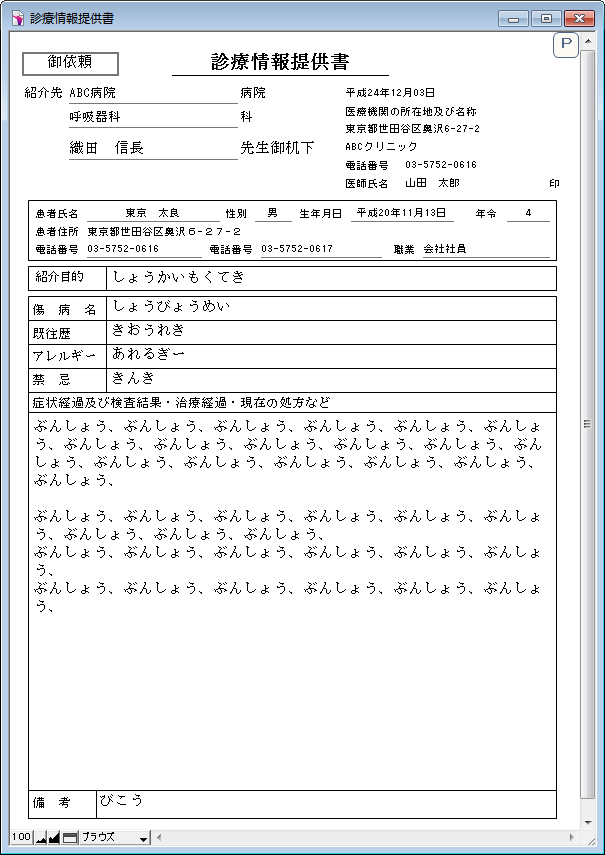 診療情報提供書
P
御依頼
診療情報提供書
紹介先 ABC病院 病院
呼吸器科 科
織田 信長 先生御机下
平成24年12月03日
医療機関の所在地及び名称
東京都世田谷区奥沢6-27-2
ABCクリニック
電話番号 03-5752-0616
医師氏名 山田 太郎 印
患者氏名 東京 太良 性別 男 生年月日 平成20年11月13日 年令 4
患者住所 東京都世田谷区奥沢６－２７－２
電話番号 03-5752-0616 電話番号 03-5752-0617 職業 会社社員
紹介目的 しょうかいもくてき
傷 病 名 しょうびょうめい
既往歴 きおうれき
アレルギー あれるぎー
禁 忌 きんき
症状経過及び検査結果・治療経過・現在の処方など
ぶんしょう、ぶんしょう、ぶんしょう、ぶんしょう、ぶんしょう、ぶんしょ
う、ぶんしょう、ぶんしょう、ぶんしょう、ぶんしょう、ぶんしょう、ぶん
しょう、ぶんしょう、ぶんしょう、ぶんしょう、ぶんしょう、ぶんしょう、
ぶんしょう、
ぶんしょう、ぶんしょう、ぶんしょう、ぶんしょう、ぶんしょう、ぶんしょ
う、ぶんしょう、ぶんしょう、ぶんしょう、
ぶんしょう、ぶんしょう、ぶんしょう、ぶんしょう、ぶんしょう、ぶんしょ
う、
ぶんしょう、ぶんしょう、ぶんしょう、ぶんしょう、ぶんしょう、ぶんしょ
う、
備 考 びこう
100 ブラウズ